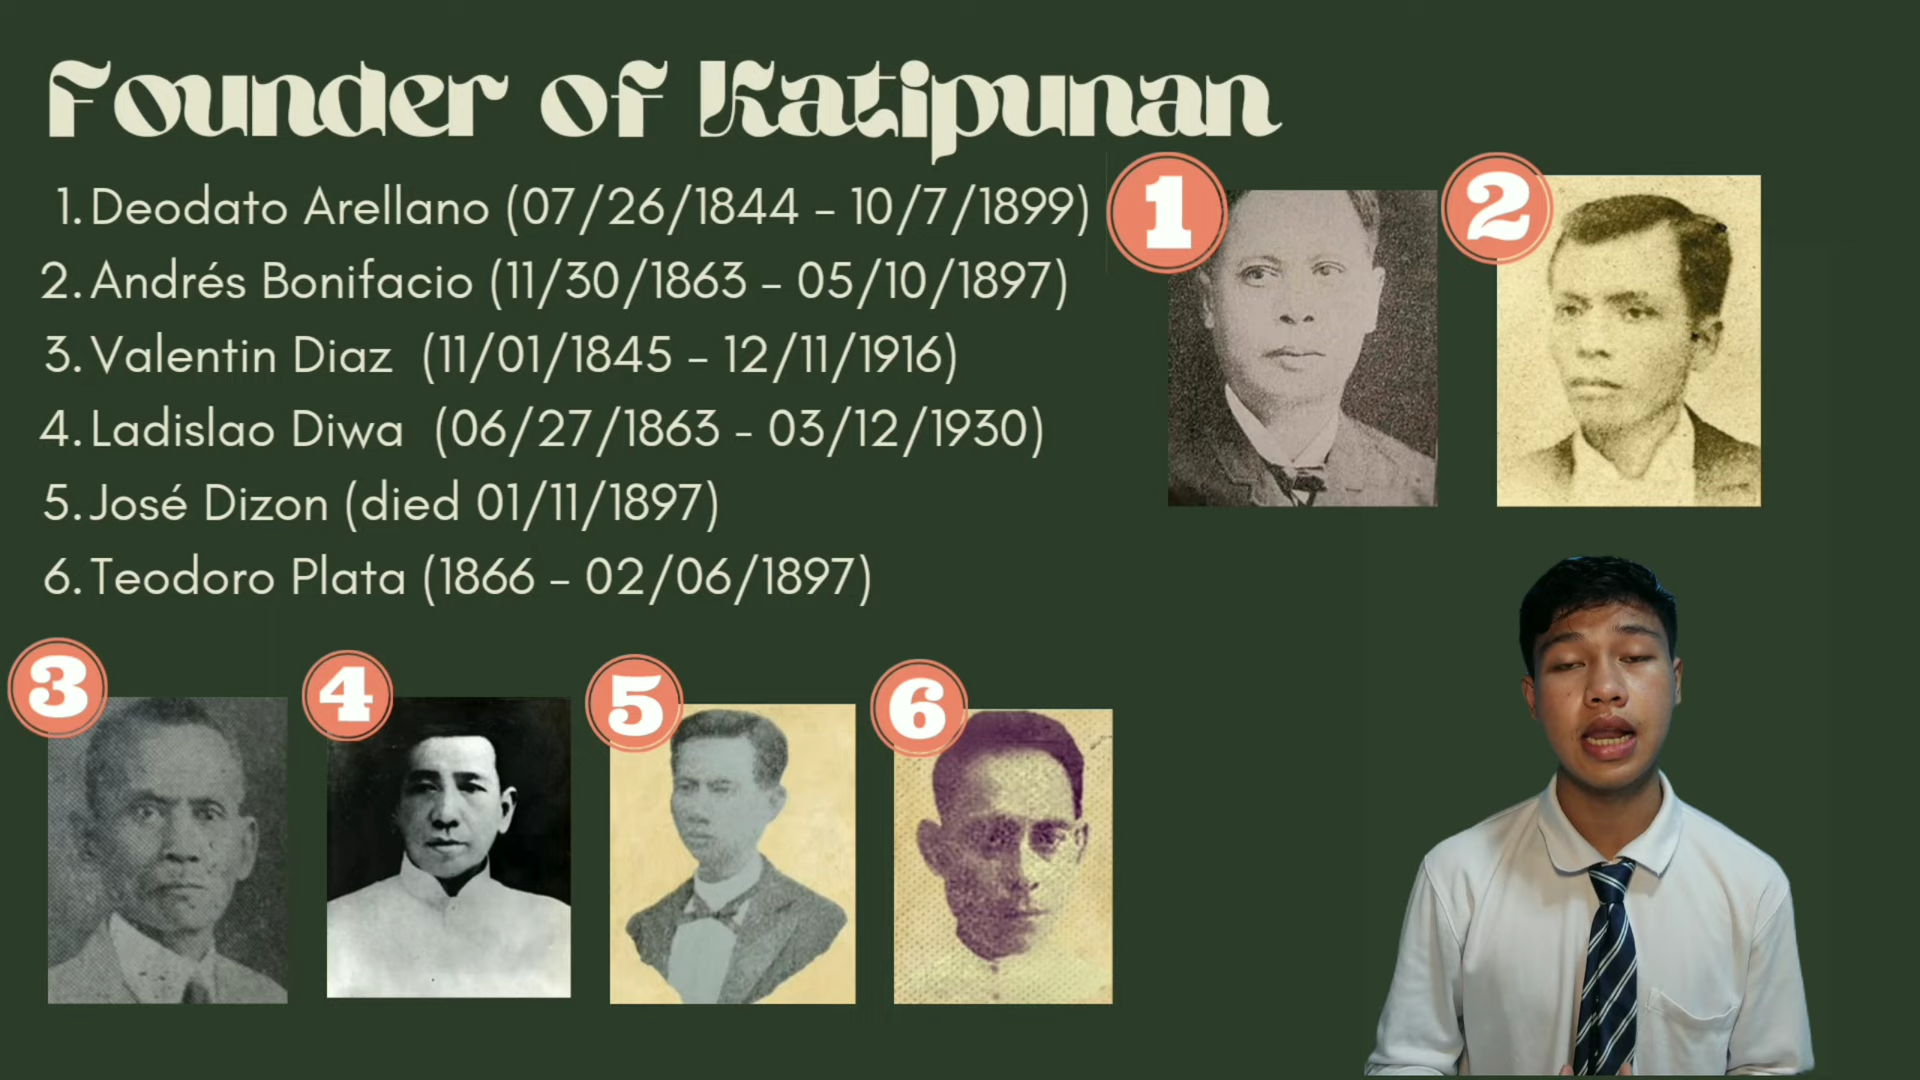 Founder of Katipunan
1. Deodato Arellano (07/26/1844 – 10/7/1899)
2. Andrés Bonifacio (11/30/1863 – 05/10/1897)
3. Valentin Diaz (11/01/1845 – 12/11/1916)
4. Ladislao Diwa (06/27/1863 - 03/12/1930)
5. José Dizon (died 01/11/1897)
6. Teodoro Plata (1866 – 02/06/1897)
1
2
3
4
5
6